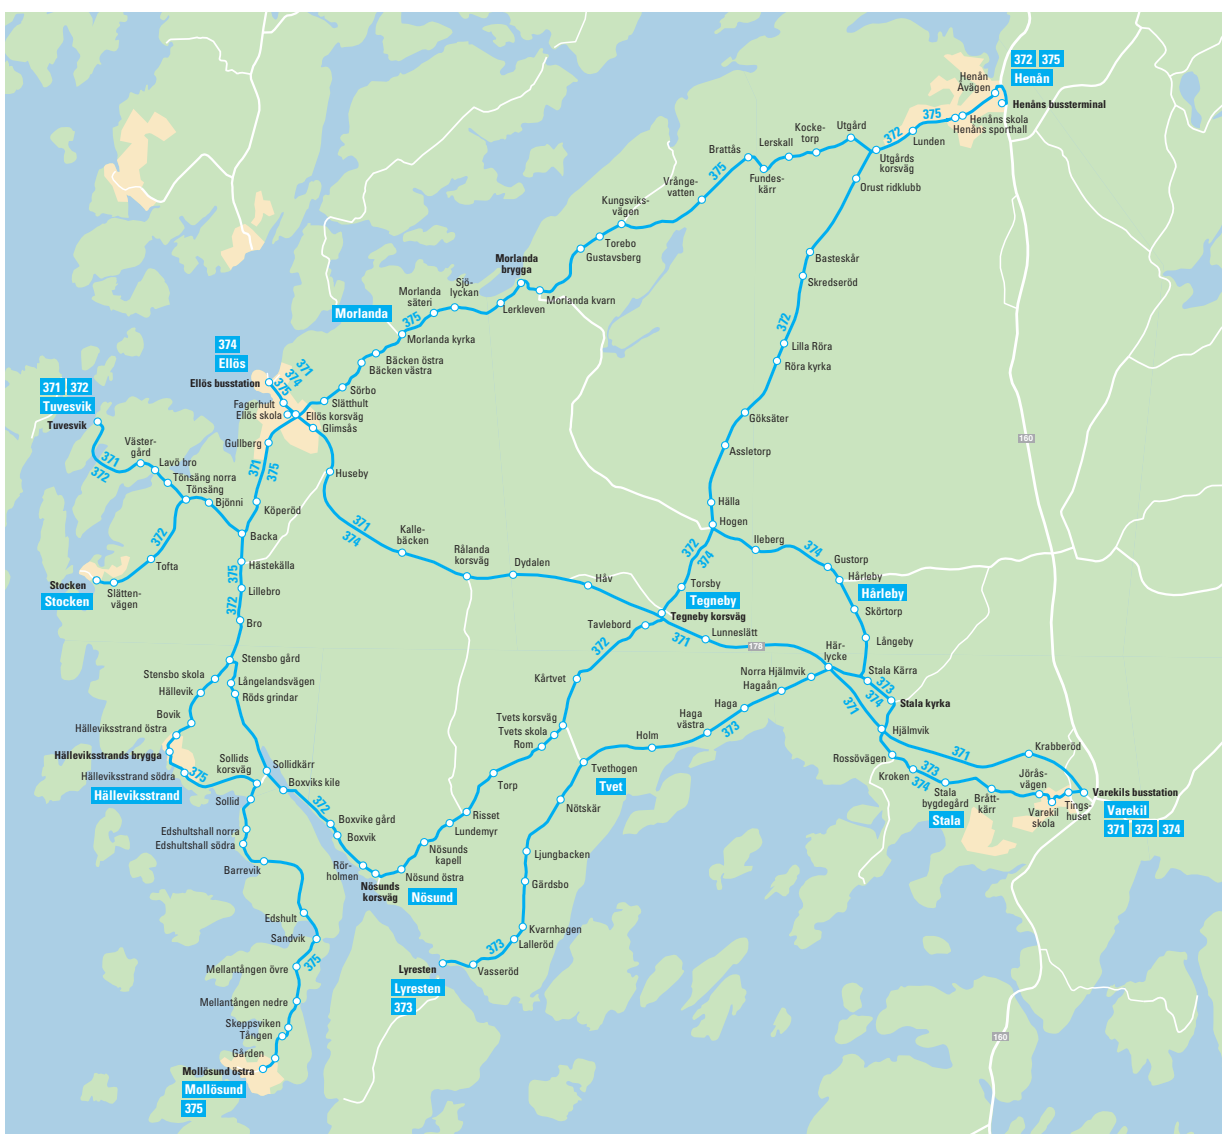 372 375
Henån
Henån
Åvägen
Henåns bussterminal
Henåns skola
Henåns sporthall
375
372
Lunden
Utgård
Utgårds
korsväg
Kocke-
torp
Lerskall
Fundes-
kärr
Brattås
375
Orust ridklubb
Vrånge-
vatten
Kungsviks-
vägen
Torebo
Gustavsberg
Basteskår
Skredseröd
Morlanda
brygga
Morlanda kvarn
Sjö-
lyckan
Lerkleven
Morlanda
säteri
Morlanda
375
Morlanda kyrka
372
Lilla Röra
Röra kyrka
374
Ellös
371
374
375
Ellös busstation
Bäcken östra
Bäcken västra
Sörbo
Slätthult
Fagerhult
Ellös skola
Ellös korsväg
Glimsås
371 372
Tuvesvik
Tuvesvik
Göksäter
Assletorp
160
Gullberg
371
375
Huseby
Väster-
gård
371
372
Lavö bro
Tönsäng norra
Tönsäng
Bjönni
Köperöd
Hälla
Hogen
371
374
Kalle-
bäcken
Backa
372
Ileberg
374
372
374
Gustorp
Hårleby
Hårleby
Rålanda
korsväg
Dydalen
Håv
Torsby
Tegneby
Tegneby korsväg
Tofta
Stocken
Stocken
Slätten-
vägen
Hästekälla
375
Lillebro
372
Bro
Skörtorp
Långeby
Tavlebord
371
Lunneslätt
178
Här-
lycke
372
Stensbo gård
Stensbo skola
Långelandsvägen
Hällevik
Röds grindar
Kårtvet
Norra Hjälmvik
Hagaån
Stala Kärra
373
374
Stala kyrka
371
Bovik
Hälleviksstrand östra
Hälleviksstrands brygga
Tvets korsväg
Tvets skola
Rom
Haga
Haga
västra
373
Holm
Hjälmvik
371
Krabberöd
Rossövägen
Kroken
373
374
Hälleviksstrand södra
375
Hälleviksstrand
Sollids
korsväg
Sollidkärr
Boxviks kile
Torp
Tvethogen
Tvet
Jörås-
vägen
Stala
bygdegård
Stala
Brått-
kärr
Varekil
skola
Tings-
huset
Varekils busstation
Varekil
371 373 374
Sollid
372
Nötskär
Risset
Lundemyr
Boxvike gård
Boxvik
Edshultshall norra
Edshultshall södra
Barrevik
Nösunds
kapell
Ljungbacken
Rör-
holmen
Nösunds
korsväg
Nösund östra
Nösund
Gärdsbo
Edshult
Sandvik
Kvarnhagen
Lalleröd
373
Vasseröd
Lyresten
Lyresten
373
375
Mellantången övre
Mellantången nedre
Skeppsviken
Tången
160
Gården
Mollösund östra
Mollösund
375